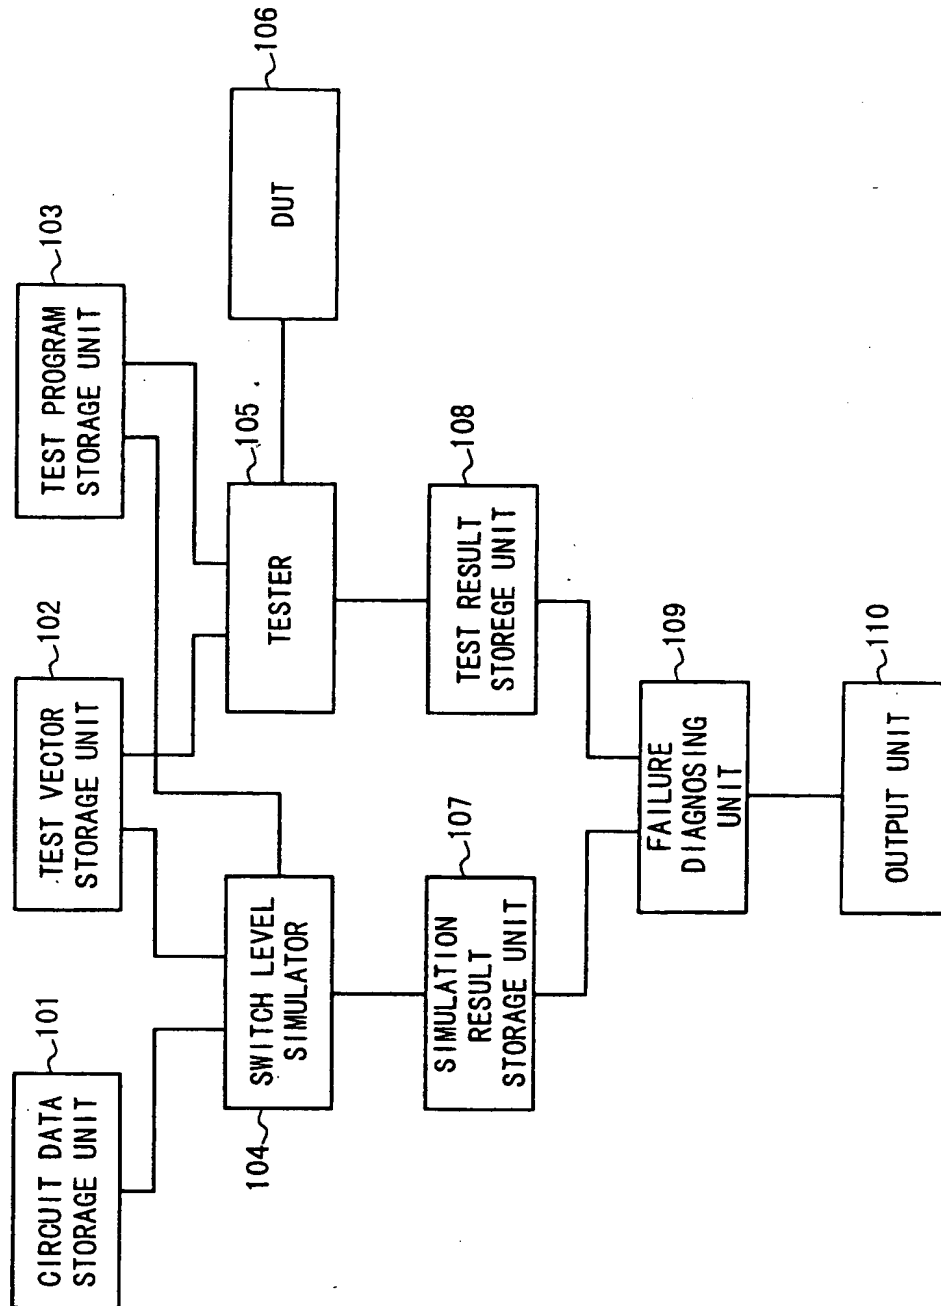 101
CIRCUIT DATA
STORAGE UNIT
102
TEST VECTOR
STORAGE UNIT
103
TEST PROGRAM
STORAGE UNIT
104
SWITCH LEVEL
SIMULATOR
105
TESTER
106
DUT
107
SIMULATION
RESULT
STORAGE UNIT
108
TEST RESULT
STOREGE UNIT
109
FAILURE
DIAGNOSING
UNIT
110
OUTPUT UNIT